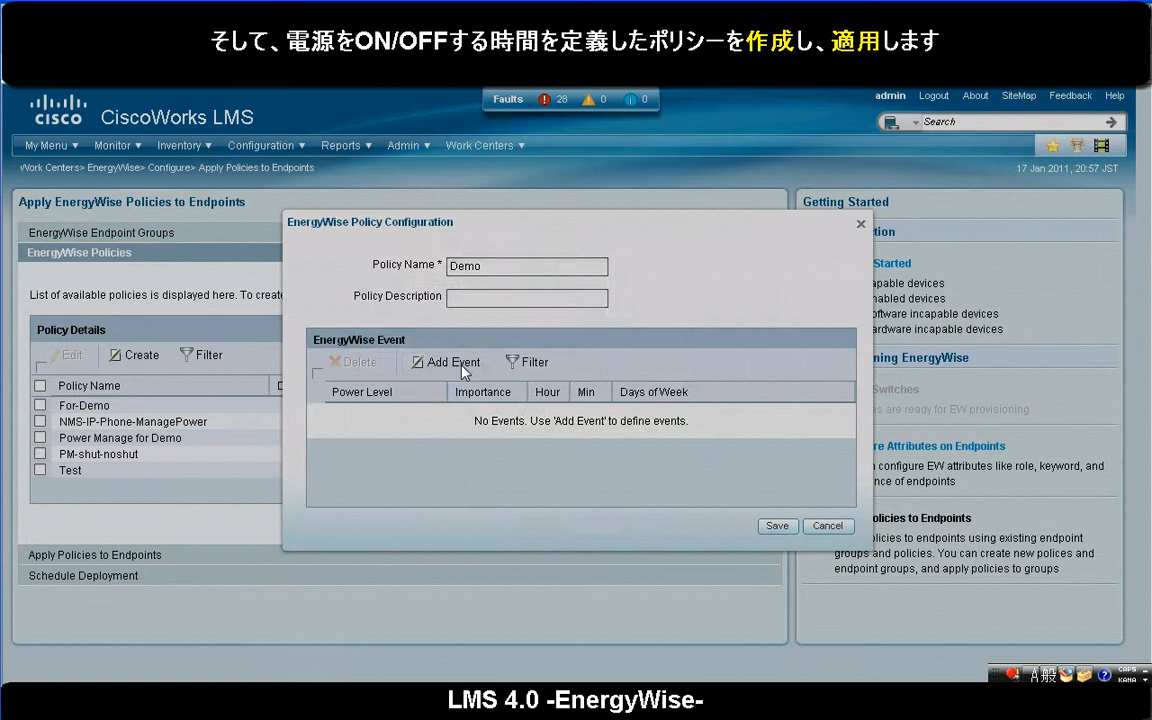 そして、電源をON/OFFする時間を定義したポリシーを作成し、適用します
Faults 28 0 0
admin Logout About SiteMap Feedback Help
CISCO CiscoWorks LMS
Search
My Menu Monitor Inventory Configuration Reports Admin Work Centers
Work Centers> EnergyWise> Configure> Apply Policies to Endpoints
17 Jan 2011, 20:57 JST
Apply EnergyWise Policies to Endpoints
Getting Started
EnergyWise Policy Configuration
EnergyWise Endpoint Groups
tion
EnergyWise Policies
Started
Policy Name * Demo
apable devices
List of available policies is displayed here. To create
Policy Description
nabled devices
oftware incapable devices
ardware incapable devices
Policy Details
EnergyWise Event
Edit Create Filter
Delete Add Event Filter
ning EnergyWise
Policy Name D
Power Level Importance Hour Min Days of Week
Switches
For-Demo
es are ready for EW provisioning
NMS-IP-Phone-ManagePower
No Events. Use 'Add Event' to define events.
Power Manage for Demo
re Attributes on Endpoints
PM-shut-noshut
n configure EW attributes like role, keyword, and
Test
nce of endpoints
olicies to Endpoints
Save Cancel
olicies to endpoints using existing endpoint
Apply Policies to Endpoints
groups and policies. You can create new polices and
endpoint groups, and apply policies to groups
Schedule Deployment
A 般 CAPS
KANA
LMS 4.0 -EnergyWise-